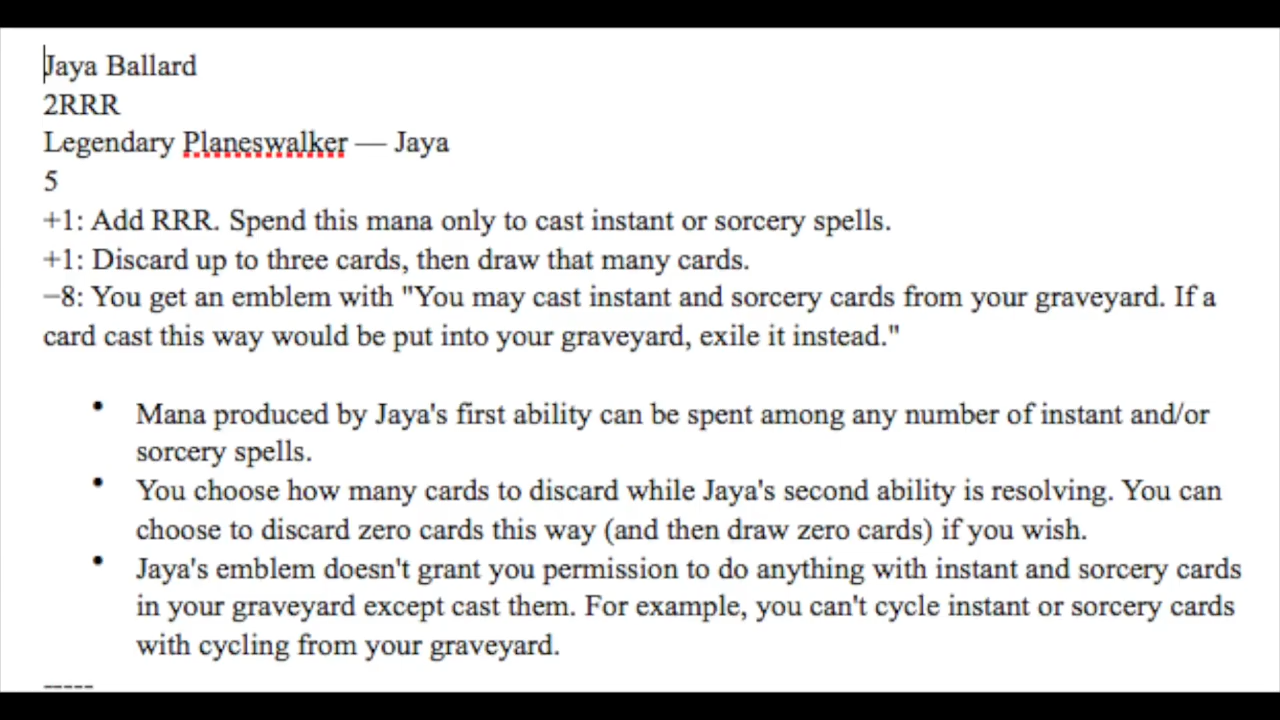 Jaya Ballard
2RRR
Legendary Planeswalker — Jaya
5
+1: Add RRR. Spend this mana only to cast instant or sorcery spells.
+1: Discard up to three cards, then draw that many cards.
−8: You get an emblem with "You may cast instant and sorcery cards from your graveyard. If a
card cast this way would be put into your graveyard, exile it instead."
• Mana produced by Jaya's first ability can be spent among any number of instant and/or
sorcery spells.
• You choose how many cards to discard while Jaya's second ability is resolving. You can
choose to discard zero cards this way (and then draw zero cards) if you wish.
• Jaya's emblem doesn't grant you permission to do anything with instant and sorcery cards
in your graveyard except cast them. For example, you can't cycle instant or sorcery cards
with cycling from your graveyard.
-----